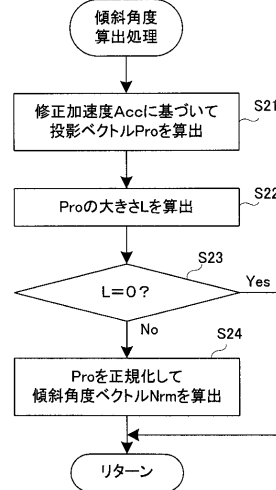 傾斜角度
算出処理
S21
修正加速度Accに基づいて
投影ベクトルProを算出
S22
Proの大きさLを算出
S23
L=0?
Yes
No
S24
Proを正規化して
傾斜角度ベクトルNrmを算出
リターン